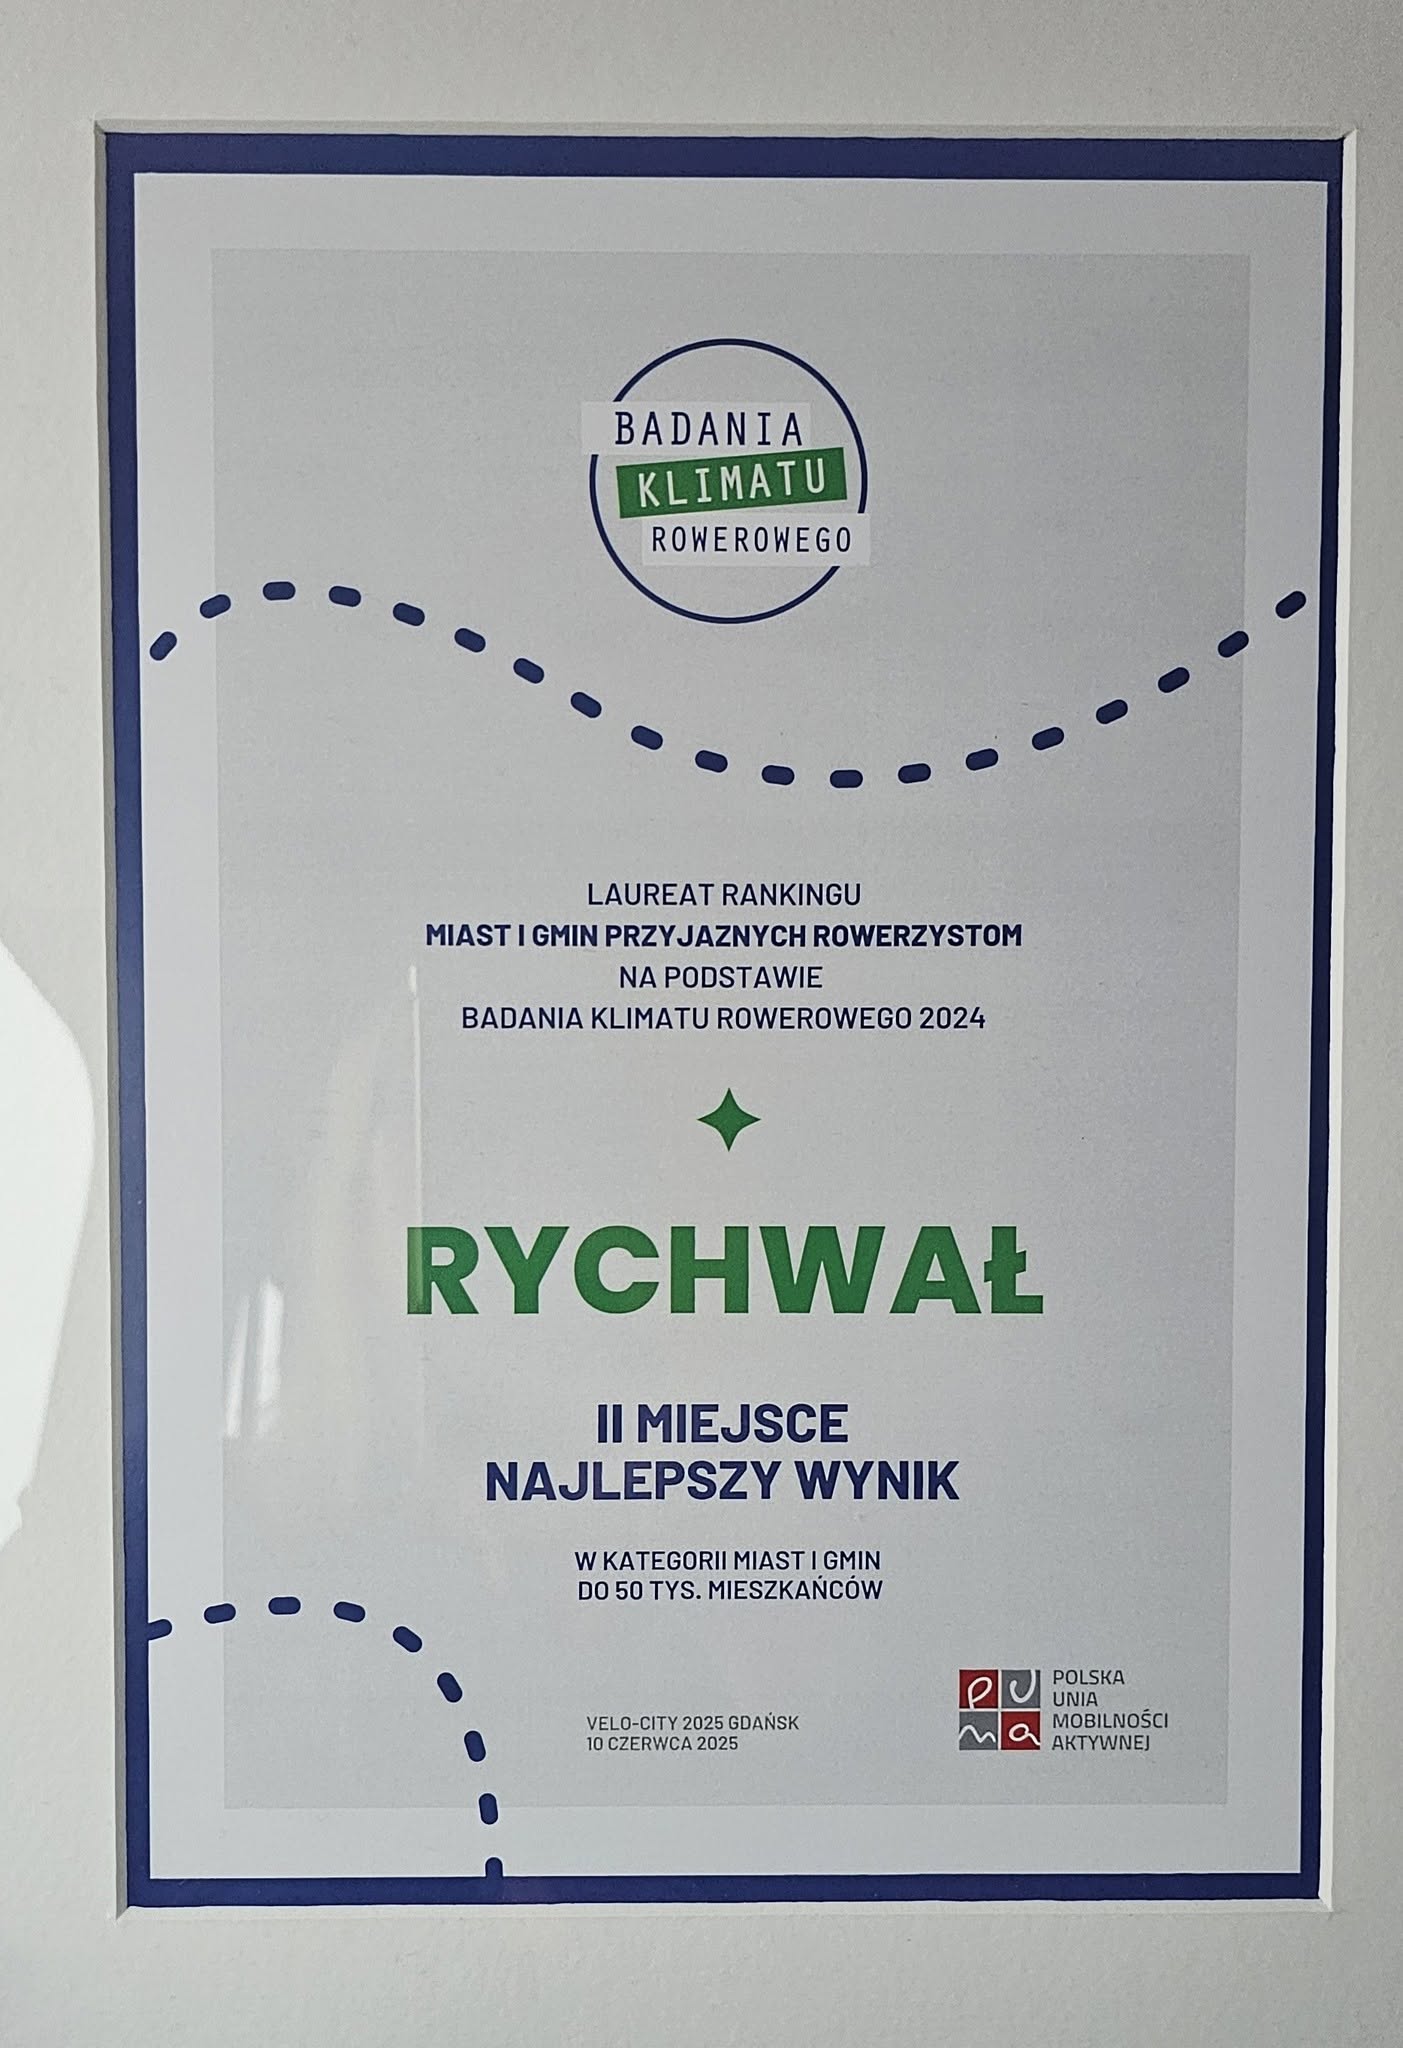 BADANIA
KLIMATU
ROWEROWEGO
LAUREAT RANKINGU
MIAST I GMIN PRZYJAZNYCH ROWERZYSTOM
NA PODSTAWIE
BADANIA KLIMATU ROWEROWEGO 2024
RYCHWAŁ
II MIEJSCE
NAJLEPSZY WYNIK
W KATEGORII MIAST I GMIN
DO 50 TYS. MIESZKAŃCÓW
VELO-CITY 2025 GDAŃSK
10 CZERWCA 2025
PU
MA
POLSKA
UNIA
MOBILNOŚCI
AKTYWNEJ